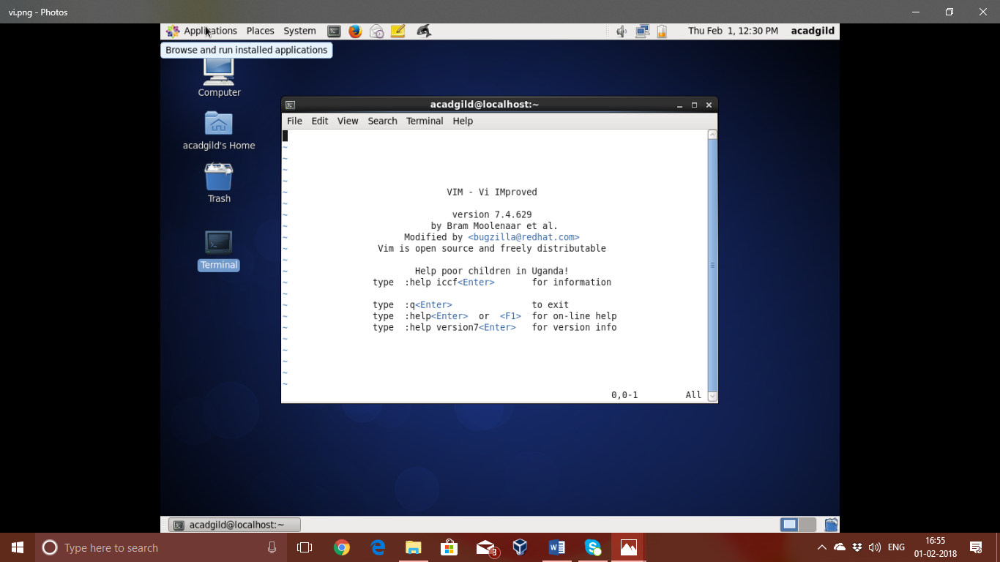 vi.png - Photos
Applications Places System
Thu Feb 1, 12:30 PM acadgild
Browse and run installed applications
Computer
acadgild's Home
Trash
Terminal
acadgild@localhost:~
File Edit View Search Terminal Help
~
~
~
~
~ VIM - Vi IMproved
~
~ version 7.4.629
~ by Bram Moolenaar et al.
~ Modified by <bugzilla@redhat.com>
~ Vim is open source and freely distributable
~
~ Help poor children in Uganda!
~ type :help iccf<Enter> for information
~
~ type :q<Enter> to exit
~ type :help<Enter> or <F1> for on-line help
~ type :help version7<Enter> for version info
~
~
~
~
~
0,0-1 All
acadgild@localhost:~
Type here to search
3
ENG
16:55
01-02-2018